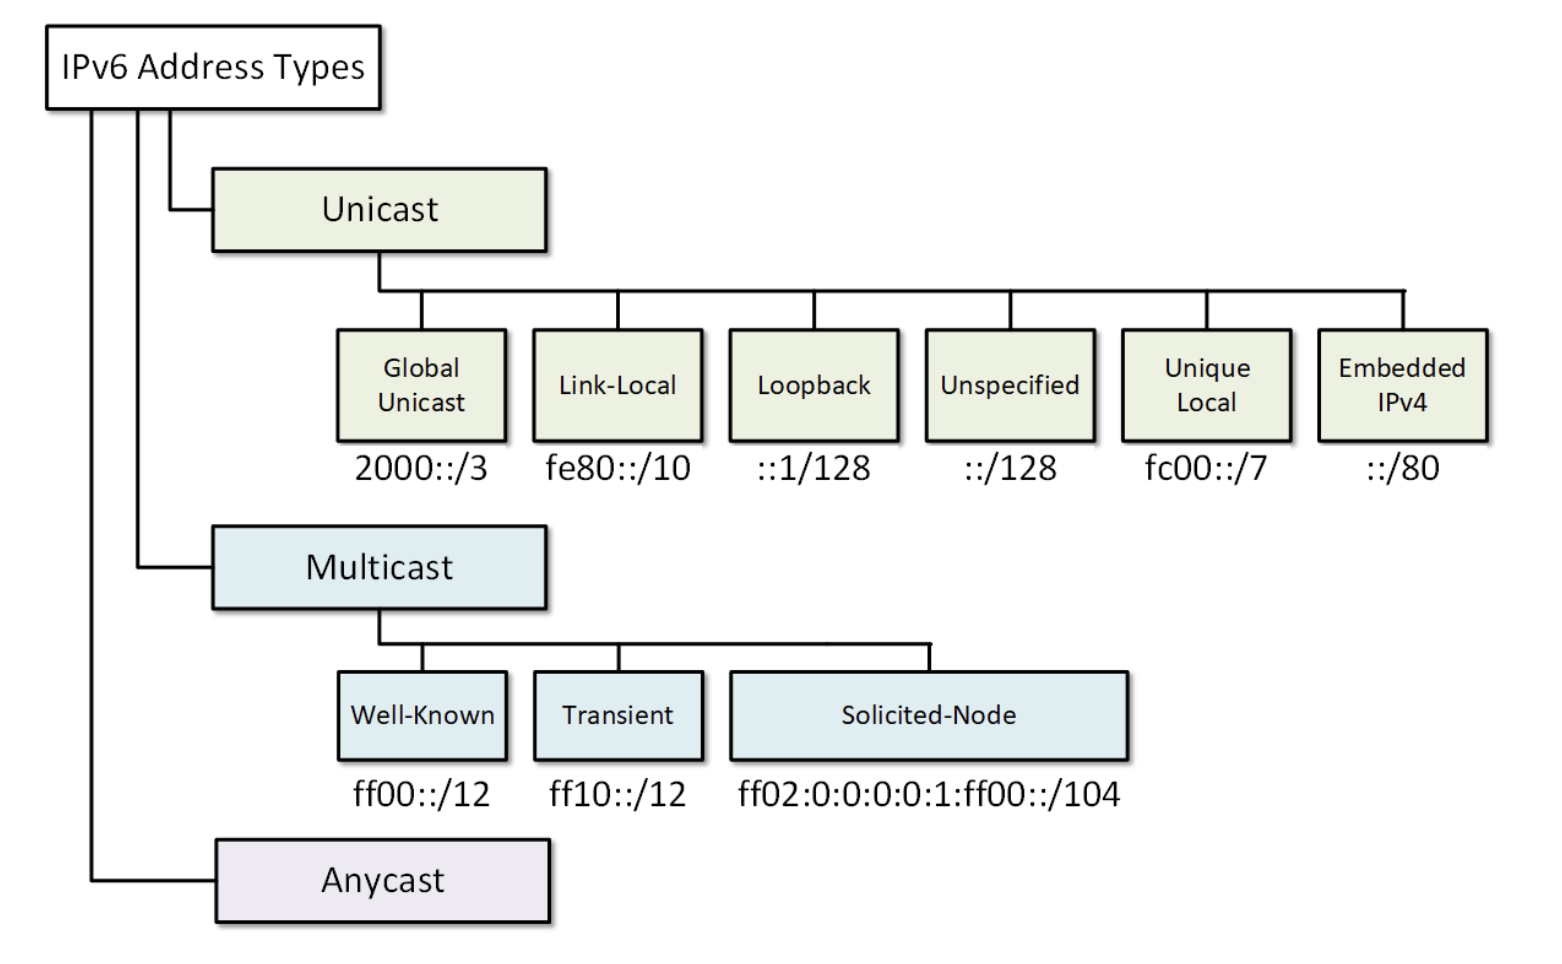 IPv6 Address Types
Unicast
Global
Unicast
2000::/3
Link-Local
fe80::/10
Loopback
::1/128
Unspecified
::/128
Unique
Local
fc00::/7
Embedded
IPv4
::/80
Multicast
Well-Known
ff00::/12
Transient
ff10::/12
Solicited-Node
ff02:0:0:0:0:1:ff00::/104
Anycast